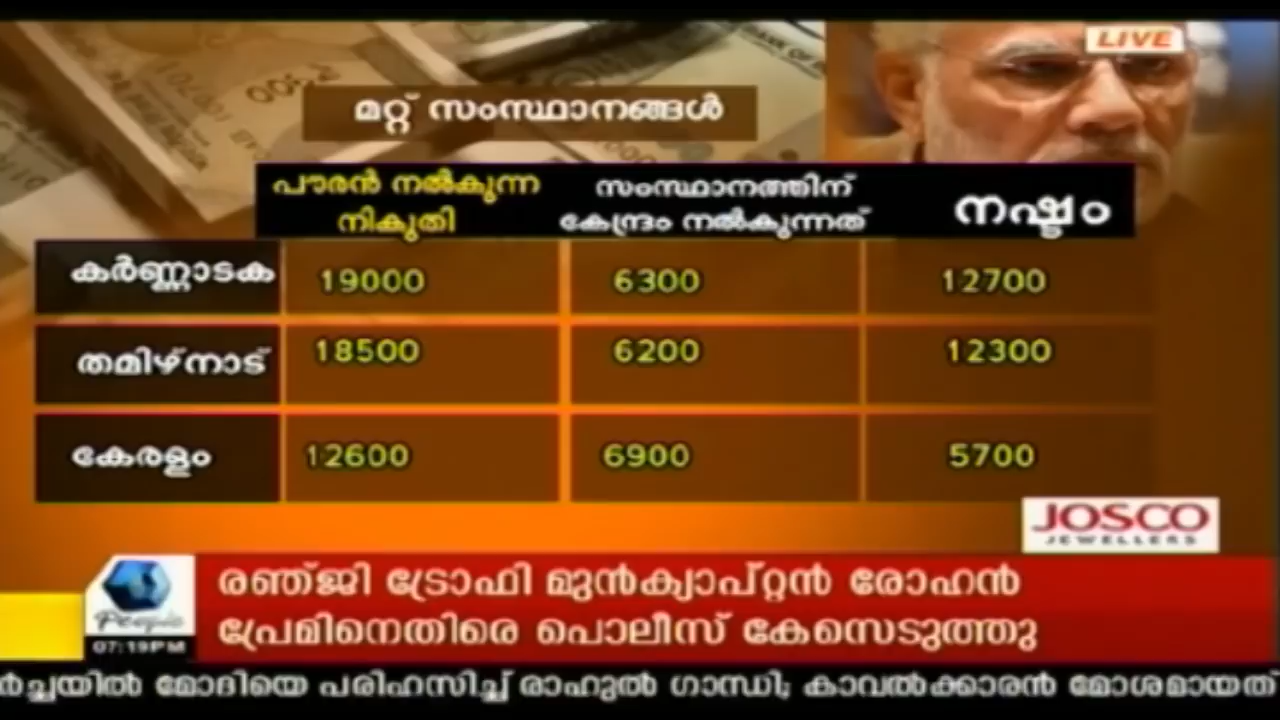 LIVE
മറ്റ് സംസ്ഥാനങ്ങൾ
പൗരൻ നൽകുന്ന നികുതി
സംസ്ഥാനത്തിന് കേന്ദ്രം നൽകുന്നത്
നഷ്ടം
കർണ്ണാടക 19000 6300 12700
തമിഴ്നാട് 18500 6200 12300
കേരളം 12600 6900 5700
JOSCO
JEWELLERS
രഞ്ജി ട്രോഫി മുൻക്യാപ്റ്റൻ രോഹൻ
പ്രേമിനെതിരെ പൊലീസ് കേസെടുത്തു
People
07:19PM
ർച്ചയിൽ മോദിയെ പരിഹസിച്ച് രാഹുൽ ഗാന്ധി; കാവൽക്കാരൻ മോശമായത്